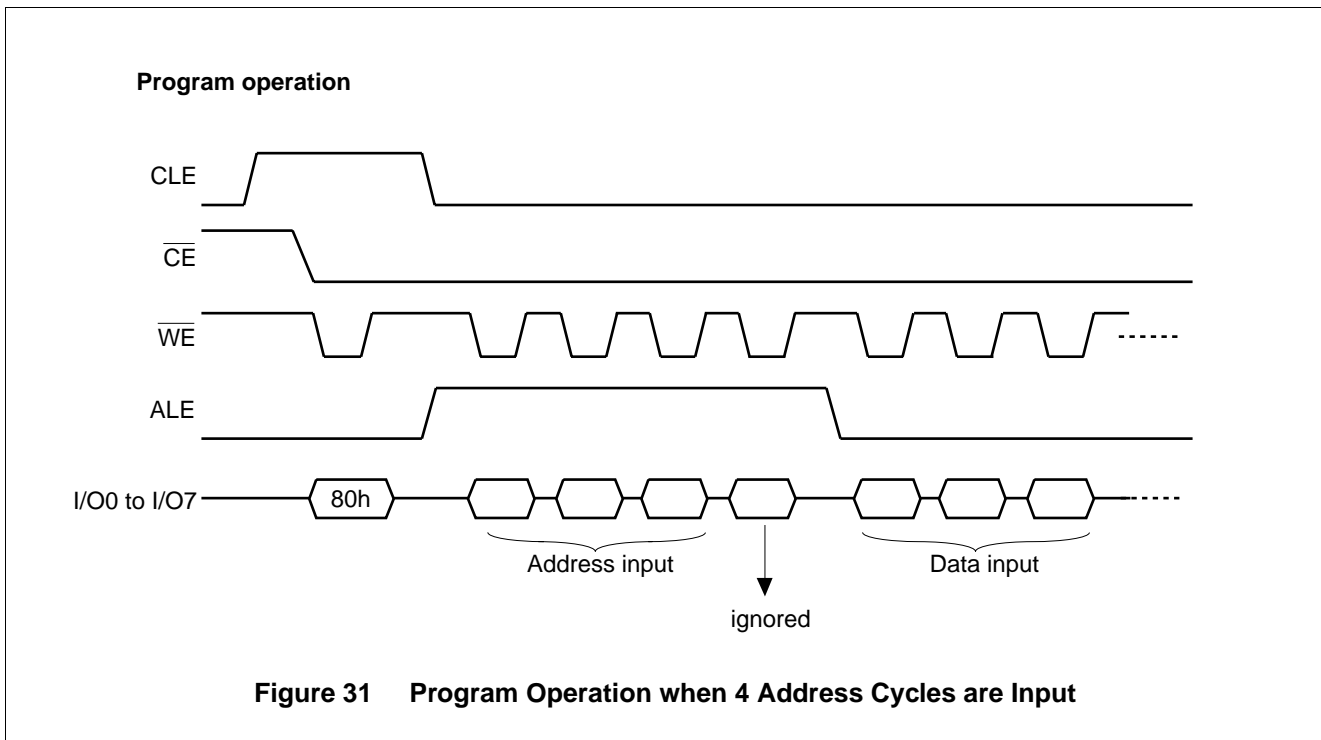 Program operation
CLE
CE
WE
ALE
I/O0 to I/O7
80h
Address input
Data input
ignored
Figure 31 Program Operation when 4 Address Cycles are Input